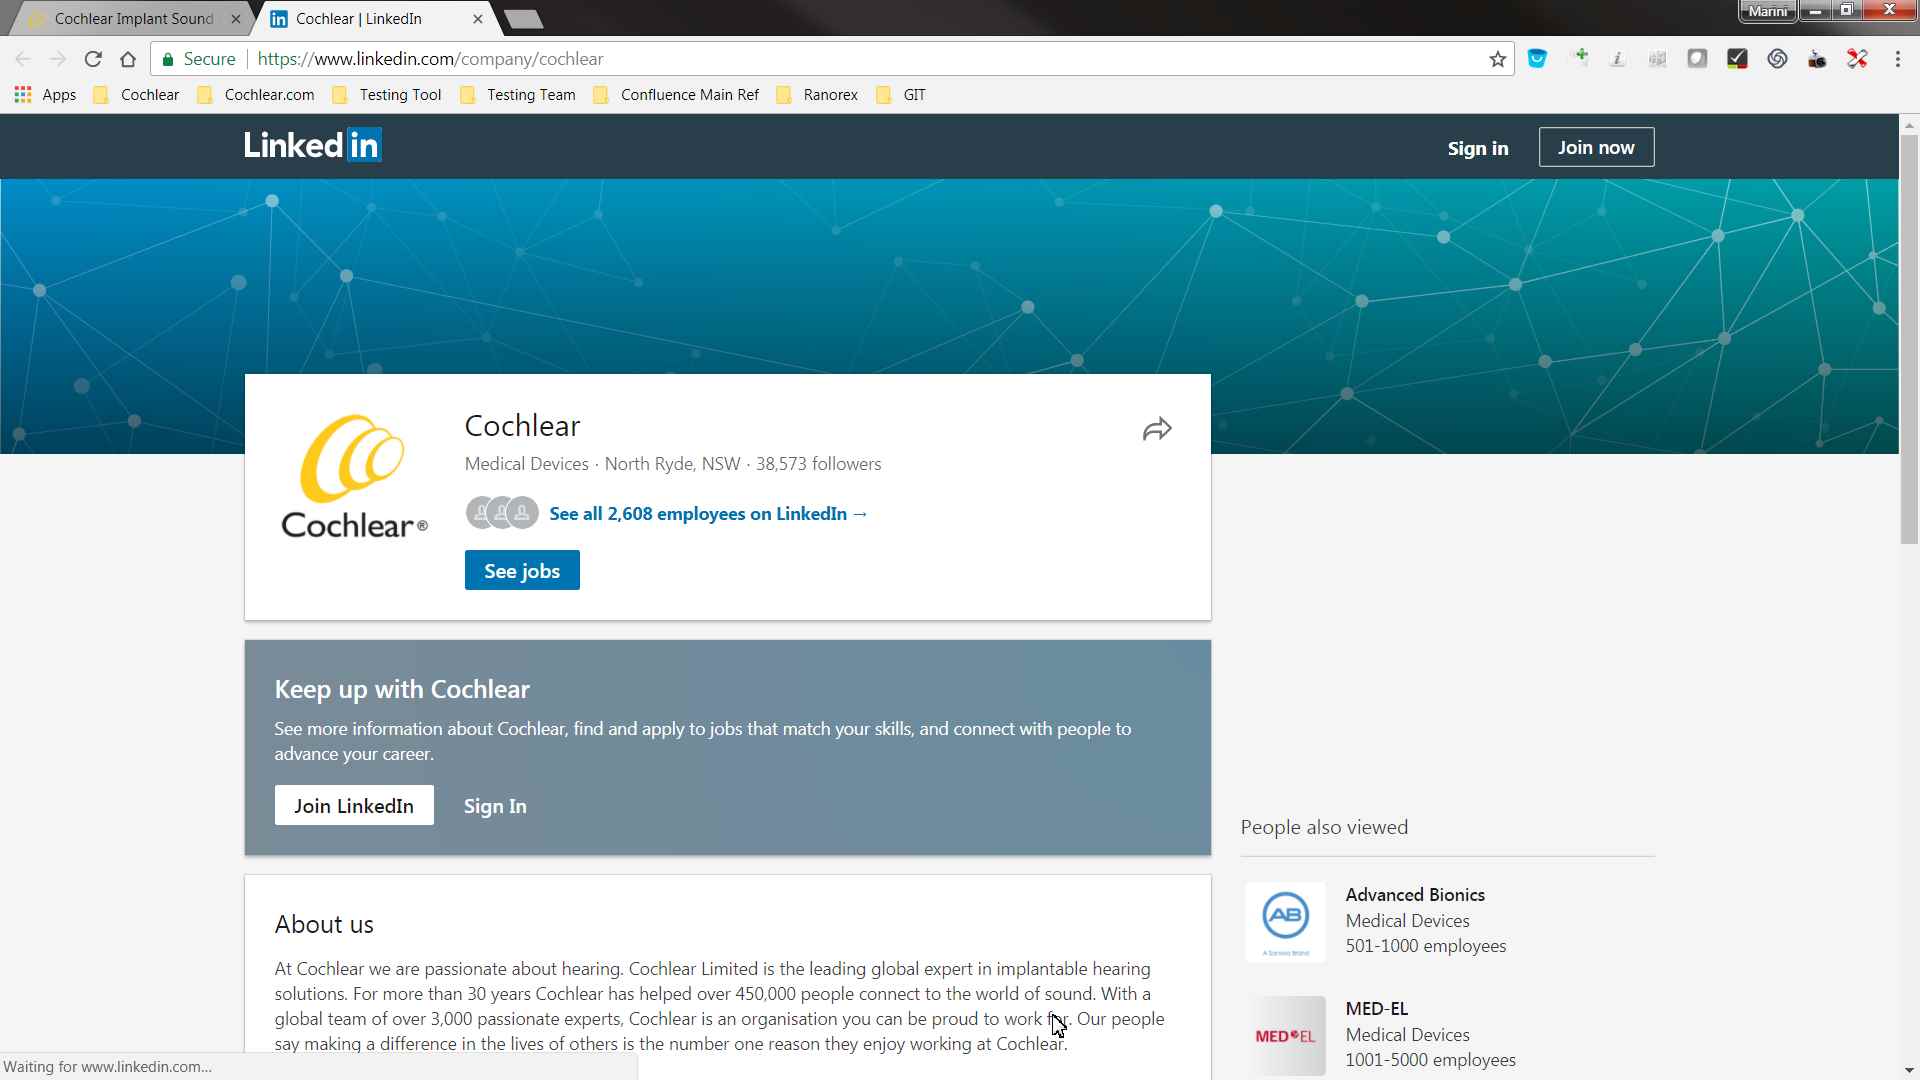 Cochlear Implant Sound
Cochlear | LinkedIn
Marini
Secure
https://www.linkedin.com/company/cochlear
Apps
Cochlear
Cochlear.com
Testing Tool
Testing Team
Confluence Main Ref
Ranorex
GIT
Linked in
Sign in
Join now
Cochlear®
Cochlear
Medical Devices · North Ryde, NSW · 38,573 followers
See all 2,608 employees on LinkedIn →
See jobs
Keep up with Cochlear
See more information about Cochlear, find and apply to jobs that match your skills, and connect with people to
advance your career.
Join LinkedIn
Sign In
About us
At Cochlear we are passionate about hearing. Cochlear Limited is the leading global expert in implantable hearing
solutions. For more than 30 years Cochlear has helped over 450,000 people connect to the world of sound. With a
global team of over 3,000 passionate experts, Cochlear is an organisation you can be proud to work for. Our people
say making a difference in the lives of others is the number one reason they enjoy working at Cochlear.
People also viewed
AB
A Sonova Brand
Advanced Bionics
Medical Devices
501-1000 employees
MED-EL
MED-EL
Medical Devices
1001-5000 employees
Waiting for www.linkedin.com...